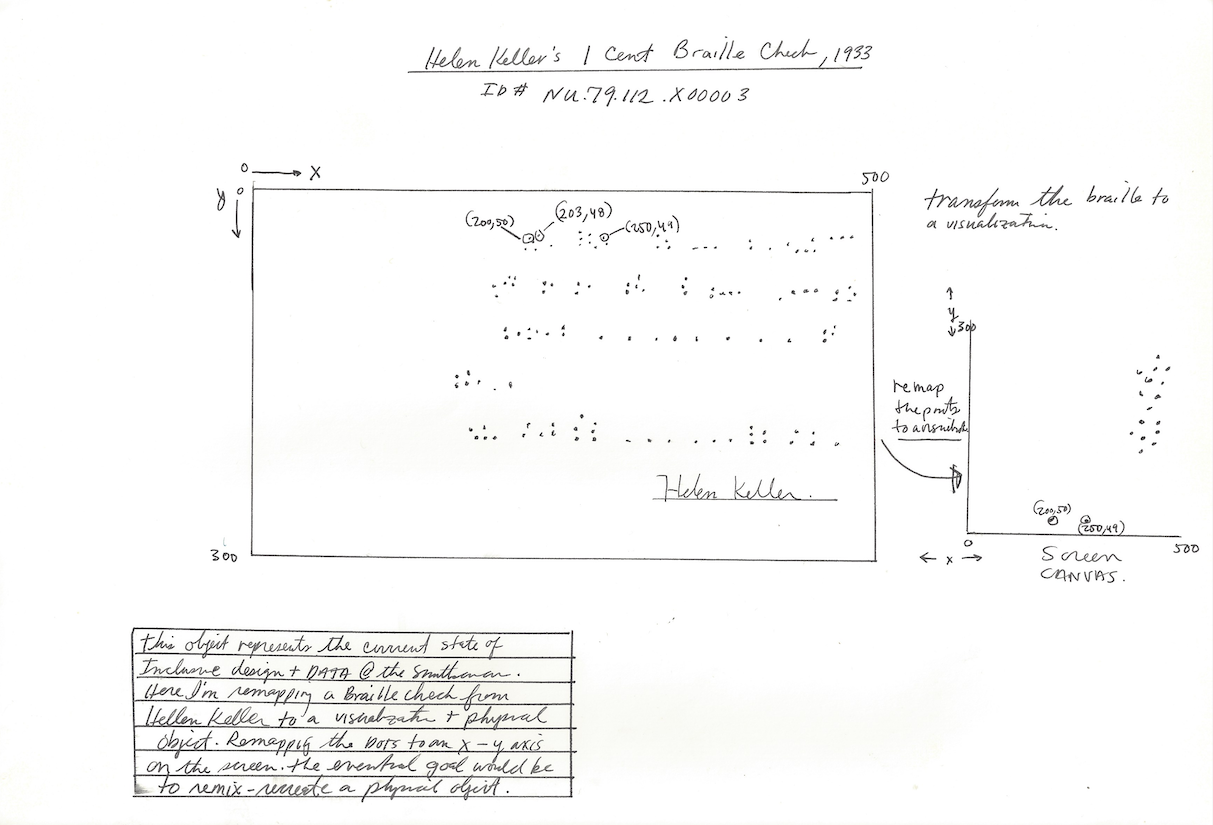 Helen Keller's 1 Cent Braille Check, 1933
ID# NU.79.112.X00003
0 → X
500
y
0
(200,50)
(203,48)
(250,49)
transform the braille to
a visualization.
Helen Keller.
300
remap
the points
to a
↑
y
↓
300
(200,50)
(250,49)
0
500
← x →
Screen
CANVAS.
this object represents the current state of
Inclusive design + DATA @ the Smithsonian.
Here I'm remapping a Braille check from
Hellen Keller to a visualization + physical
object. Remapping the DOTS to an X-y axis
on the screen. the eventual goal would be
to remix-recreate a physical object.